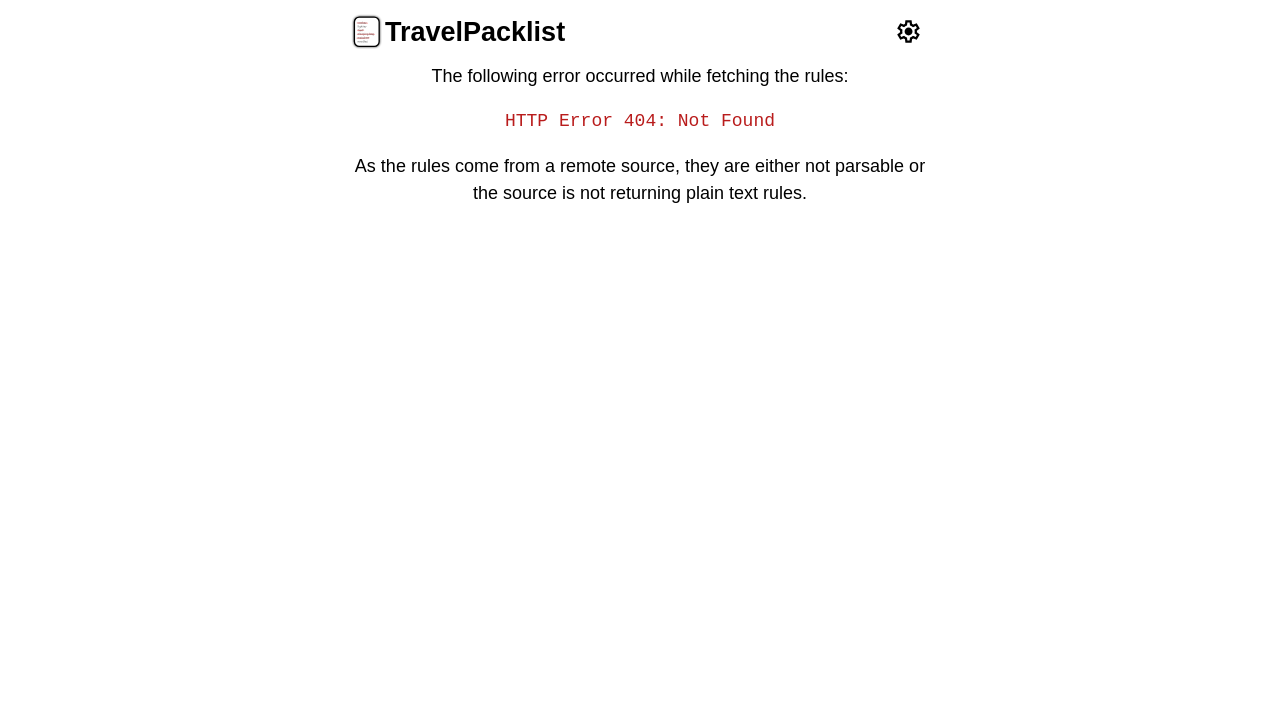 TravelPacklist
The following error occurred while fetching the rules:
HTTP Error 404: Not Found
As the rules come from a remote source, they are either not parsable or
the source is not returning plain text rules.